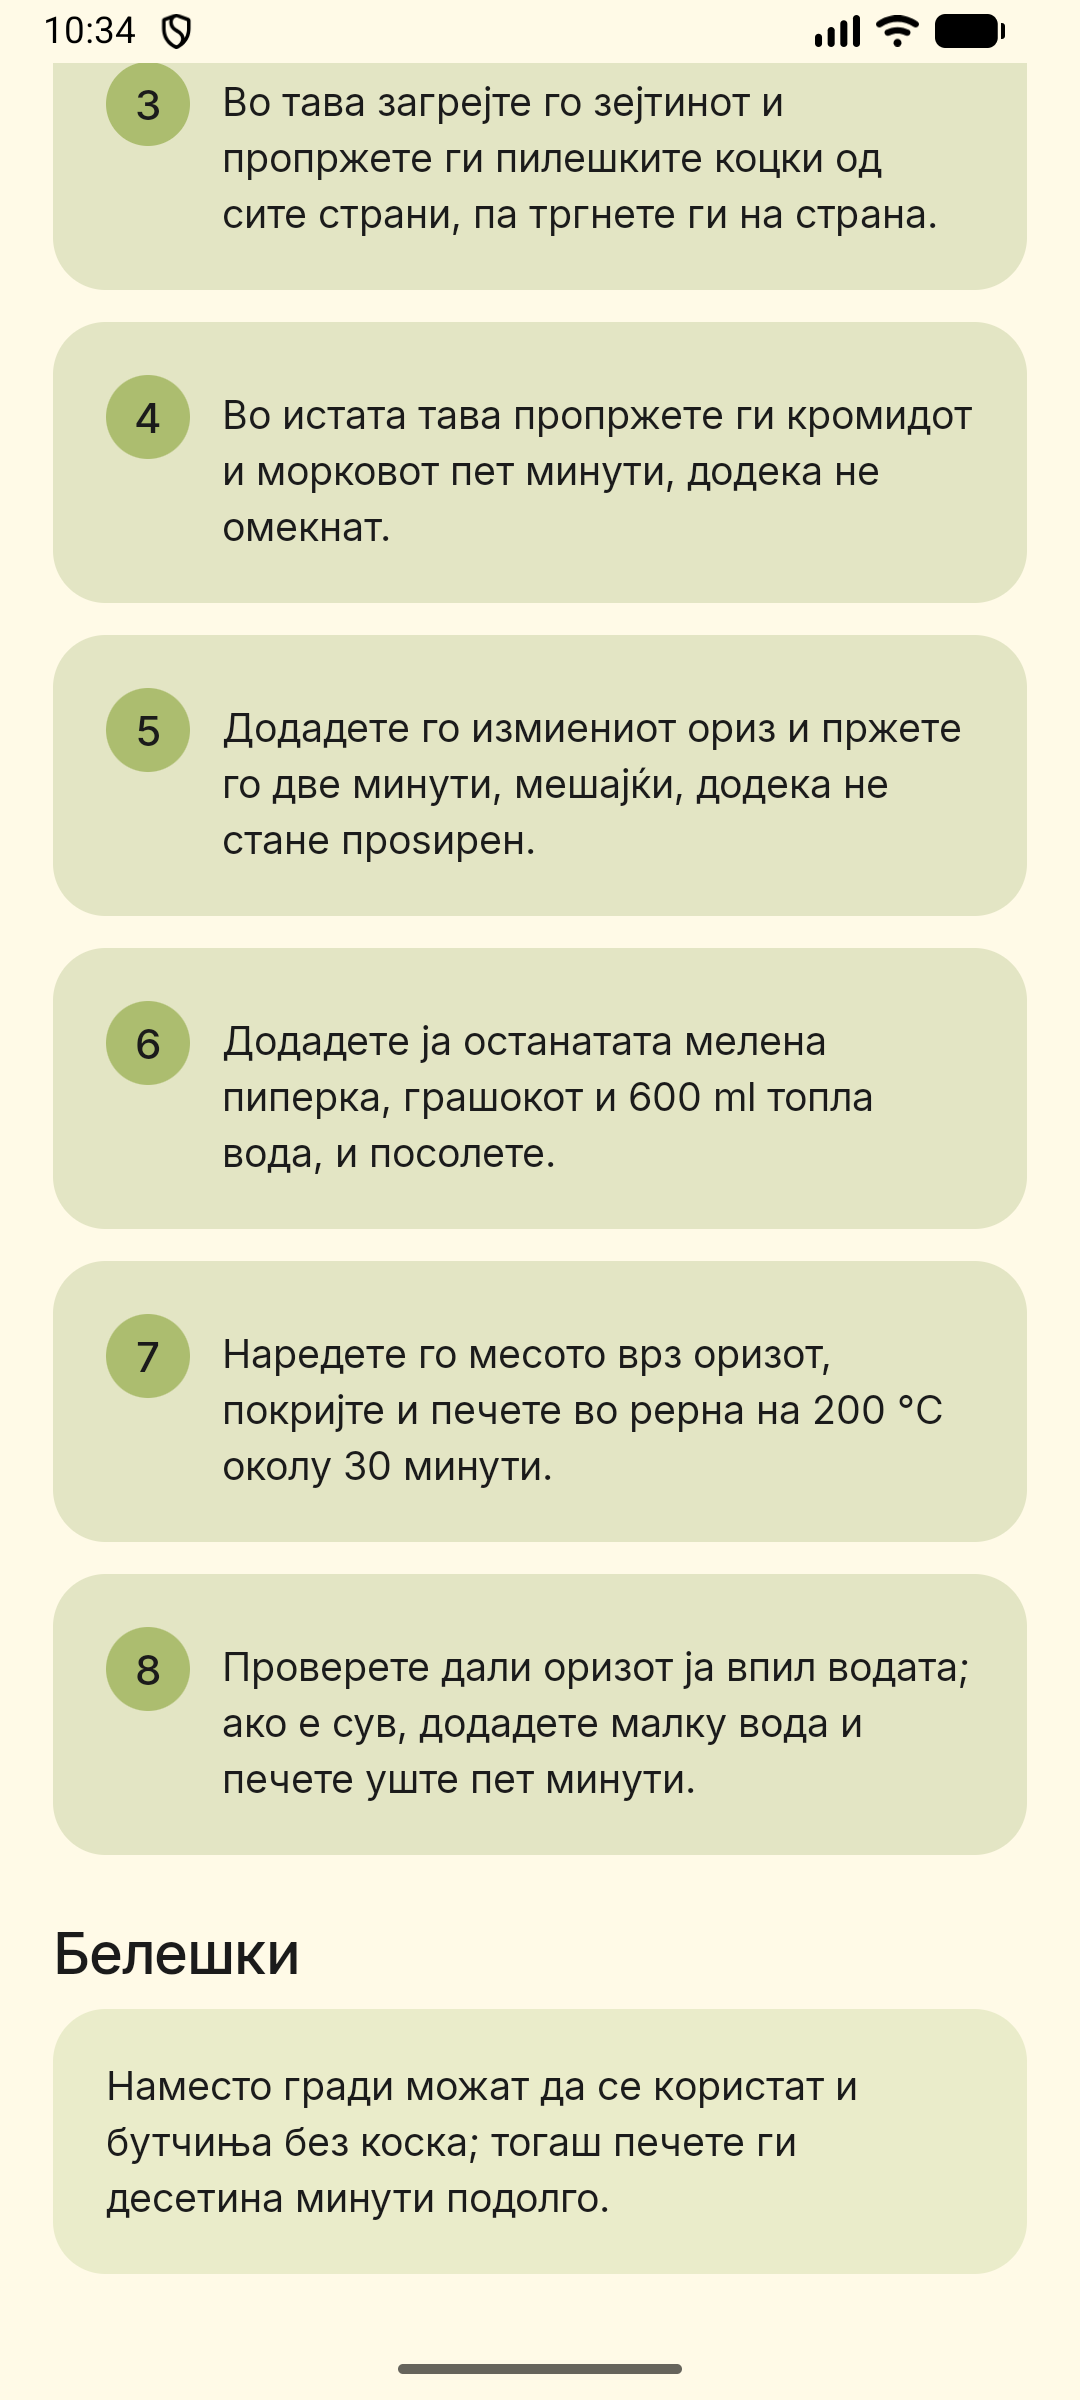 10:34
3
Во тава загрејте го зејтинот и
пропржете ги пилешките коцки од
сите страни, па тргнете ги на страна.
4
Во истата тава пропржете ги кромидот
и морковот пет минути, додека не
омекнат.
5
Додадете го измиениот ориз и пржете
го две минути, мешајќи, додека не
стане проѕирен.
6
Додадете ја останатата мелена
пиперка, грашокот и 600 ml топла
вода, и посолете.
7
Наредете го месото врз оризот,
покријте и печете во рерна на 200 °C
околу 30 минути.
8
Проверете дали оризот ја впил водата;
ако е сув, додадете малку вода и
печете уште пет минути.
Белешки
Наместо гради можат да се користат и
бутчиња без коска; тогаш печете ги
десетина минути подолго.